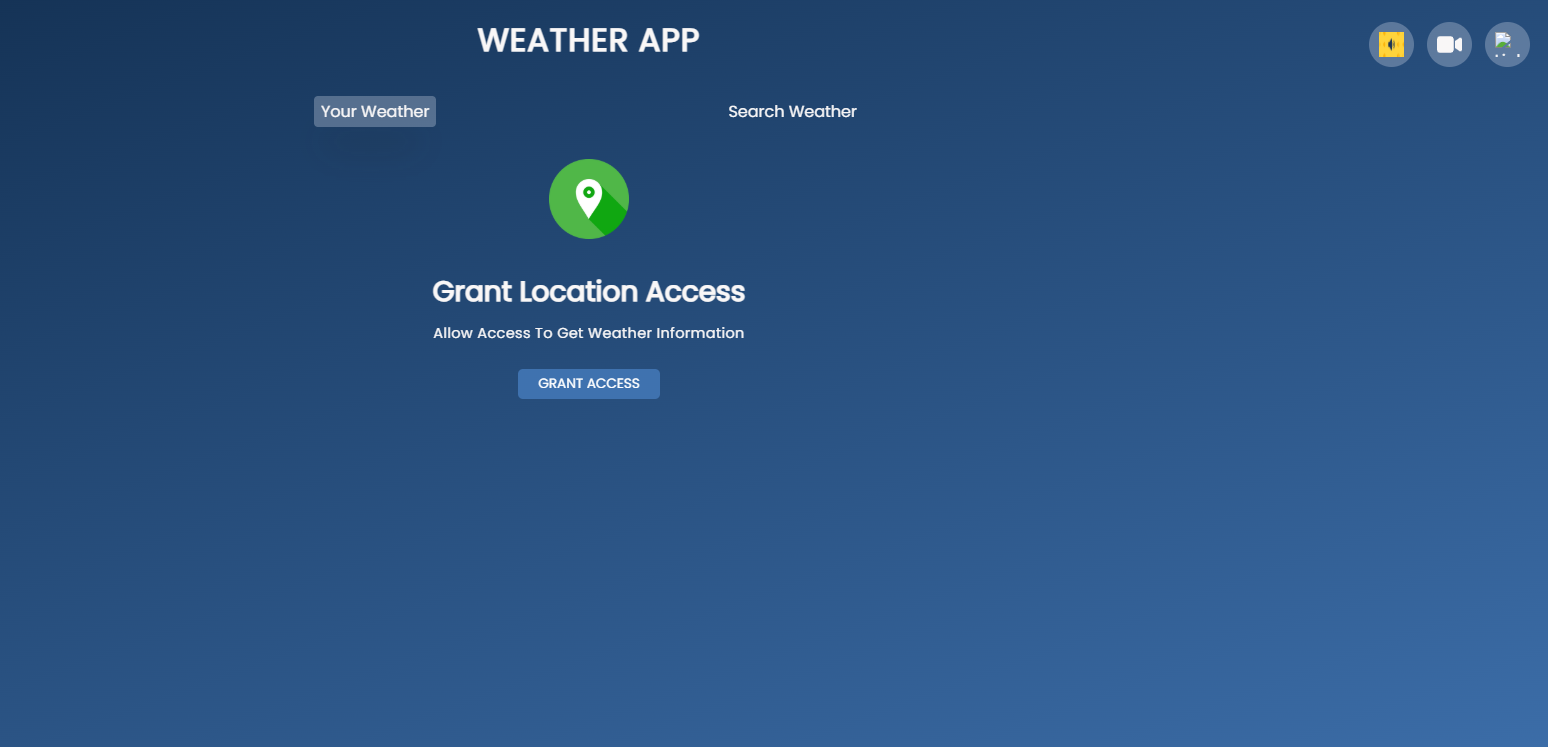 WEATHER APP
Your Weather
Search Weather
Grant Location Access
Allow Access To Get Weather Information
GRANT ACCESS